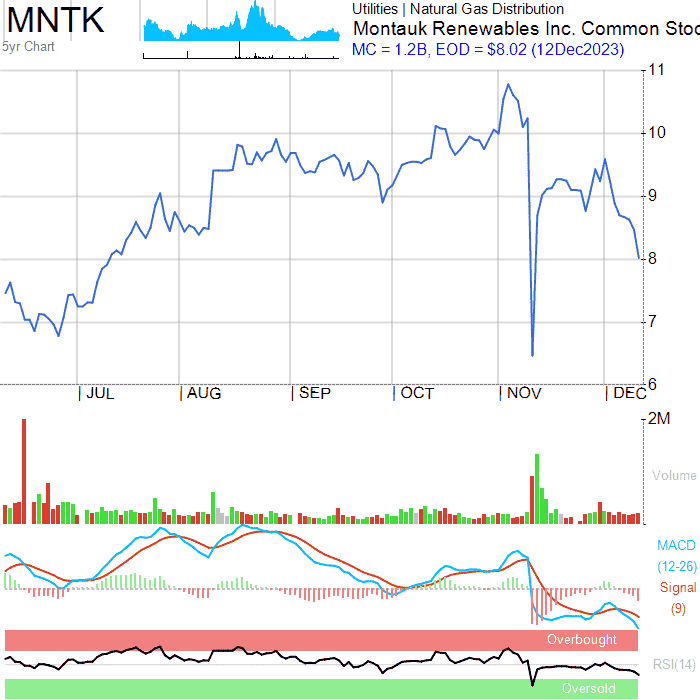 MNTK
5yr Chart
Utilities | Natural Gas Distribution
Montauk Renewables Inc. Common Stoc
MC = 1.2B, EOD = $8.02 (12Dec2023)
11
10
9
8
7
6
JUL
AUG
SEP
OCT
NOV
DEC
2M
Volume
MACD
(12-26)
Signal
(9)
Overbought
RSI(14)
Oversold